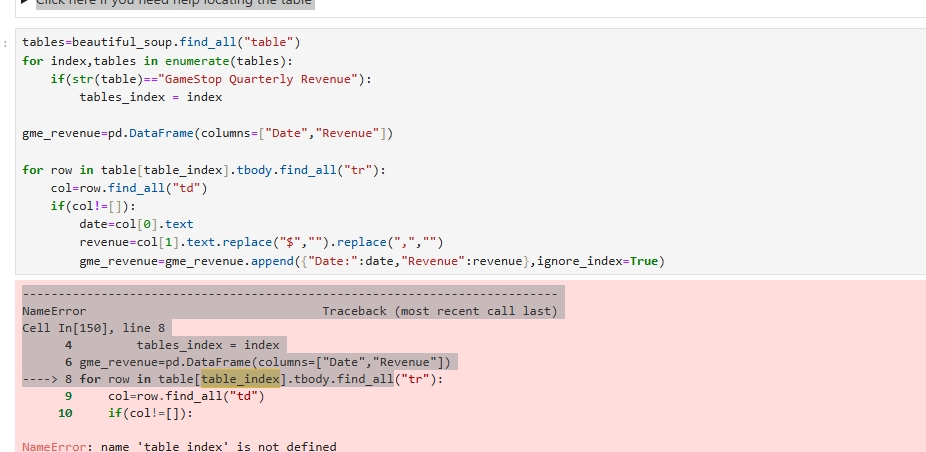 ▶ Click here if you need help locating the table
:
tables=beautiful_soup.find_all("table")
for index,tables in enumerate(tables):
    if(str(table)=="GameStop Quarterly Revenue"):
        tables_index = index
gme_revenue=pd.DataFrame(columns=["Date","Revenue"])
for row in table[table_index].tbody.find_all("tr"):
    col=row.find_all("td")
    if(col!=[]):
        date=col[0].text
        revenue=col[1].text.replace("$","").replace(",","")
        gme_revenue=gme_revenue.append({"Date:":date,"Revenue":revenue},ignore_index=True)
---------------------------------------------------------------------------
NameError                                 Traceback (most recent call last)
Cell In[150], line 8
      4         tables_index = index
      6 gme_revenue=pd.DataFrame(columns=["Date","Revenue"])
----> 8 for row in table[table_index].tbody.find_all("tr"):
      9     col=row.find_all("td")
     10     if(col!=[]):
NameError: name 'table_index' is not defined